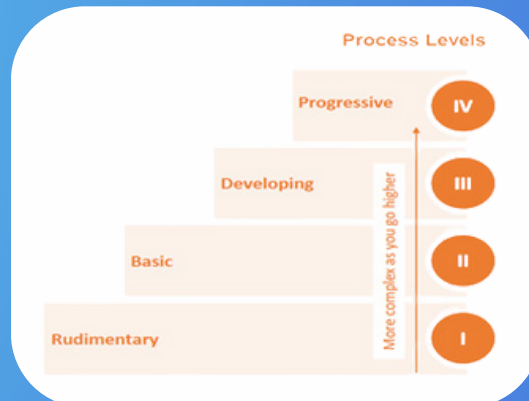 Process Levels
Progressive
IV
Developing
III
Basic
II
Rudimentary
I
More complex as you go higher